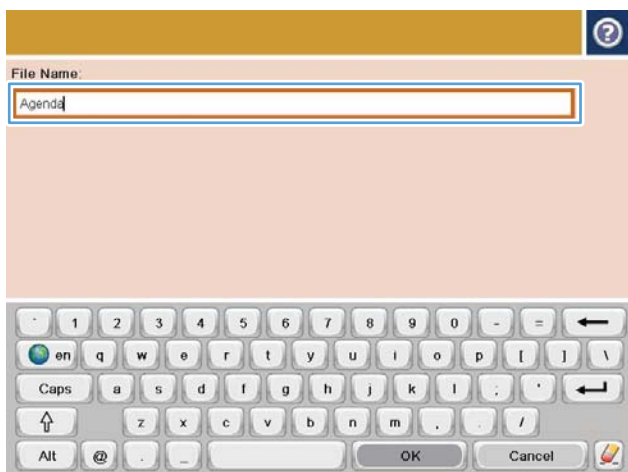 ?
File Name:
Agenda
` 1 2 3 4 5 6 7 8 9 0 - =
en q w e r t y u i o p [ ] \
Caps a s d f g h j k l ; '
z x c v b n m , . /
Alt @ . _ OK Cancel